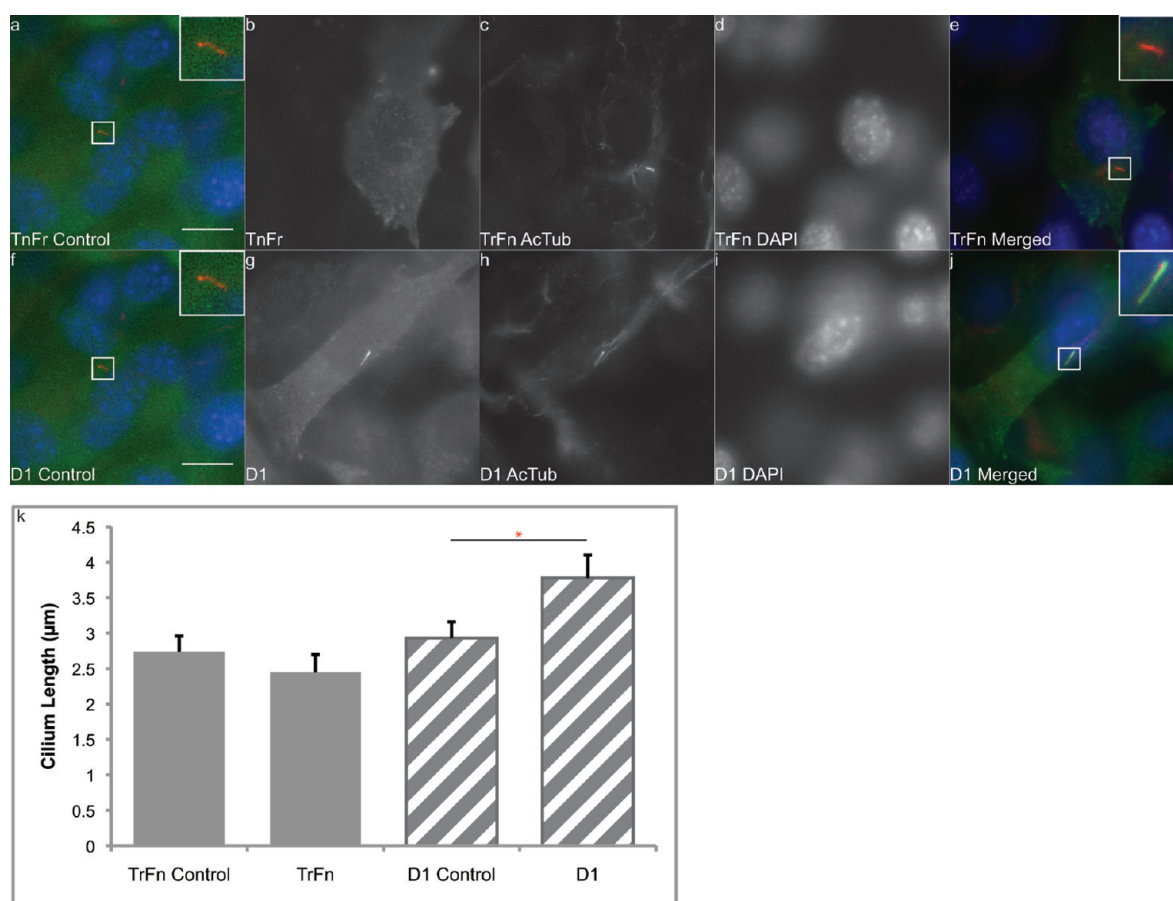 a b c d e
TnFr Control TnFr TrFn AcTub TrFn DAPI TrFn Merged
f g h i j
D1 Control D1 D1 AcTub D1 DAPI D1 Merged
k
4.5
*
4
3.5
3
2.5
2
1.5
1
0.5
0
Cilium Length (µm)
TrFn Control TrFn D1 Control D1